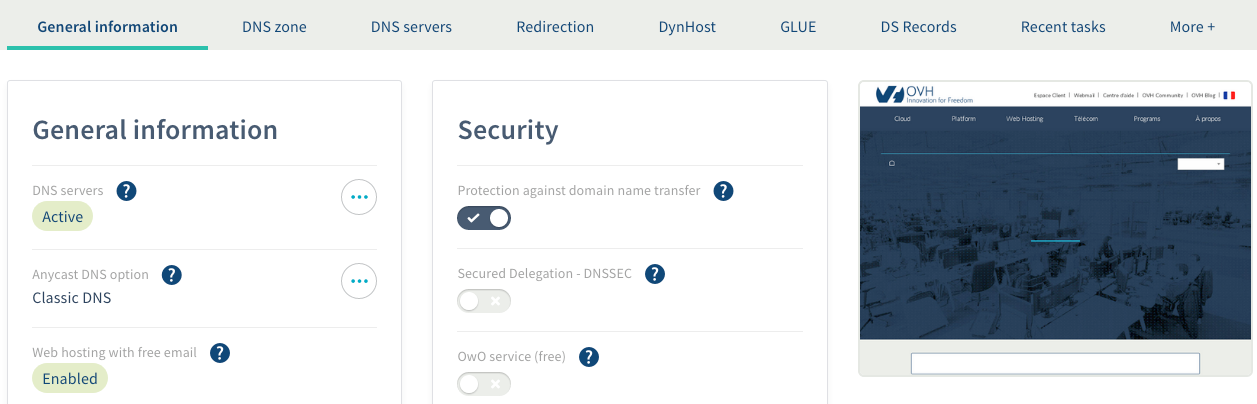 General information
DNS zone
DNS servers
Redirection
DynHost
GLUE
DS Records
Recent tasks
More +
General information
DNS servers ?
Active
Anycast DNS option ?
Classic DNS
Web hosting with free email ?
Enabled
Security
Protection against domain name transfer ?
Secured Delegation - DNSSEC ?
OwO service (free) ?
OVH
Innovation for Freedom
Espace Client | Webmail | Centre d'aide | OVH Community | OVH Blog |
Cloud
Platform
Web Hosting
Télécom
Programs
À propos